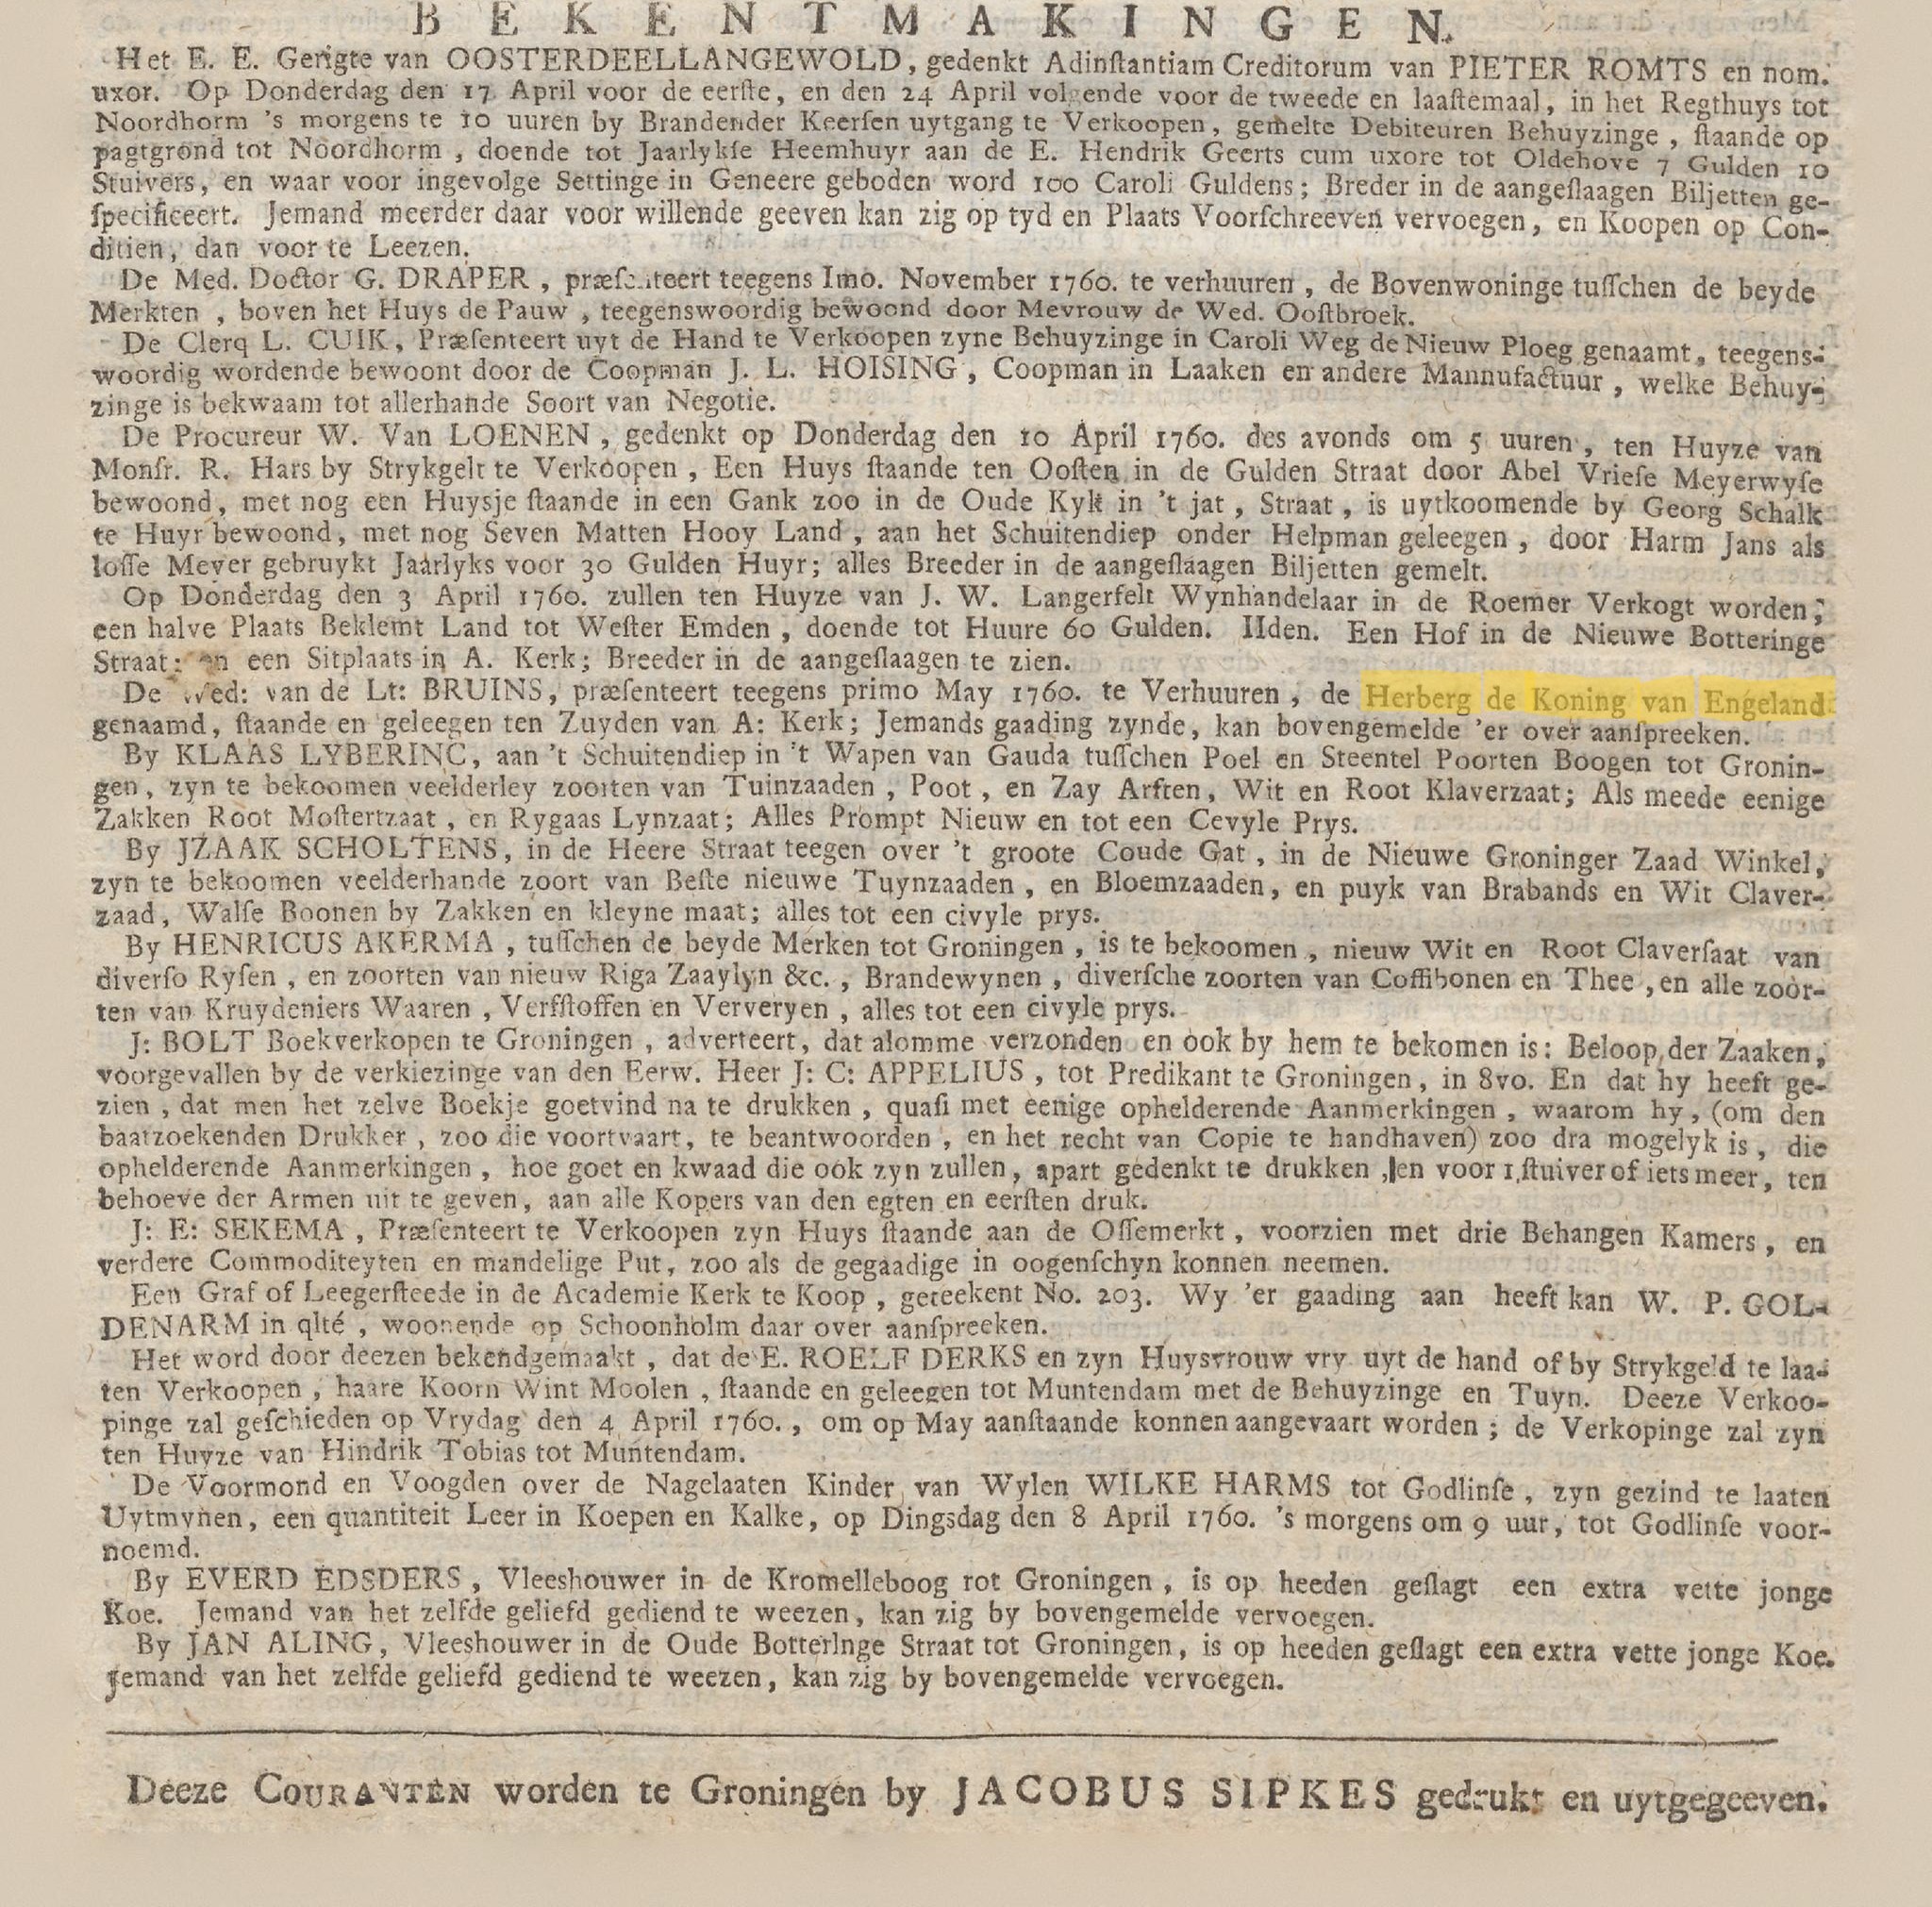 BEKENTMAKINGEN.
Het E. E. Gerigte van OOSTERDEELLANGEWOLD, gedenkt Adinſtantiam Creditorum van PIETER ROMTS en nom.
uxor. Op Donderdag den 17 April voor de eerſte, en den 24 April volgende voor de tweede en laaſtemaal, in het Regthuys tot
Noordhorm 's morgens te 10 uuren by Brandender Keerſen uytgang te Verkoopen, gemelte Debiteuren Behuyzinge, ſtaande op
pagtgrond tot Noordhorm, doende tot Jaarlykſe Heemhuyr aan de E. Hendrik Geerts cum uxore tot Oldehove 7 Gulden 10
Stuivers, en waar voor ingevolge Settinge in Geneere geboden word 100 Caroli Guldens; Breder in de aangeſlaagen Biljetten ge-
ſpecificeert. Jemand meerder daar voor willende geeven kan zig op tyd en Plaats Voorſchreeven vervoegen, en Koopen op Con-
ditien, dan voor te Leezen.
De Med. Doctor G. DRAPER, præſenteert teegens Imo. November 1760. te verhuuren, de Bovenwoninge tuſſchen de beyde
Merkten, boven het Huys de Pauw, teegenswoordig bewoond door Mevrouw de Wed. Ooſtbroek.
De Clerq L. CUIK, Præſenteert uyt de Hand te Verkoopen zyne Behuyzinge in Caroli Weg de Nieuw Ploeg genaamt, teegens-
woordig wordende bewoont door de Coopman J. L. HOISING, Coopman in Laaken en andere Mannufactuur, welke Behuy-
zinge is bekwaam tot allerhande Soort van Negotie.
De Procureur W. Van LOENEN, gedenkt op Donderdag den 10 April 1760. des avonds om 5 uuren, ten Huyze van
Monſr. R. Hars by Strykgelt te Verkoopen, Een Huys ſtaande ten Ooſten in de Gulden Straat door Abel Vrieſe Meyerwyſe
bewoond, met nog een Huysje ſtaande in een Gank zoo in de Oude Kyk in 't jat, Straat, is uytkoomende by Georg Schalk
te Huyr bewoond, met nog Seven Matten Hooy Land, aan het Schuitendiep onder Helpman geleegen, door Harm Jans als
loſſe Meyer gebruykt Jaarlyks voor 30 Gulden Huyr; alles Breeder in de aangeſlaagen Biljetten gemelt.
Op Donderdag den 3 April 1760. zullen ten Huyze van J. W. Langerfelt Wynhandelaar in de Roemer Verkogt worden;
een halve Plaats Beklemt Land tot Weſter Emden, doende tot Huure 60 Gulden. IIden. Een Hof in de Nieuwe Botteringe
Straat: en een Sitplaats in A. Kerk; Breeder in de aangeſlaagen te zien.
De Wed: van de Lt: BRUINS, præſenteert teegens primo May 1760. te Verhuuren, de Herberg de Koning van Engeland
genaamd, ſtaande en geleegen ten Zuyden van A: Kerk; Jemands gaading zynde, kan bovengemelde 'er over aanſpreeken.
By KLAAS LYBERINC, aan 't Schuitendiep in 't Wapen van Gauda tuſſchen Poel en Steentel Poorten Boogen tot Gronin-
gen, zyn te bekoomen veelderley zoorten van Tuinzaaden, Poot, en Zay Arften, Wit en Root Klaverzaat; Als meede eenige
Zakken Root Moſtertzaat, en Rygaas Lynzaat; Alles Prompt Nieuw en tot een Cevyle Prys.
By JZAAK SCHOLTENS, in de Heere Straat teegen over 't groote Coude Gat, in de Nieuwe Groninger Zaad Winkel,
zyn te bekoomen veelderhande zoort van Beſte nieuwe Tuynzaaden, en Bloemzaaden, en puyk van Brabands en Wit Claver-
zaad, Walſe Boonen by Zakken en kleyne maat; alles tot een civyle prys.
By HENRICUS AKERMA, tuſſchen de beyde Merken tot Groningen, is te bekoomen, nieuw Wit en Root Claverſaat van
diverſo Ryſen, en zoorten van nieuw Riga Zaaylyn &c., Brandewynen, diverſche zoorten van Coffibonen en Thee, en alle zoor-
ten van Kruydeniers Waaren, Verfſtoffen en Ververyen, alles tot een civyle prys.
J: BOLT Boekverkopen te Groningen, adverteert, dat alomme verzonden en ook by hem te bekomen is: Beloop der Zaaken,
voorgevallen by de verkiezinge van den Eerw. Heer J: C: APPELIUS, tot Predikant te Groningen, in 8vo. En dat hy heeft ge-
zien, dat men het zelve Boekje goetvind na te drukken, quaſi met eenige ophelderende Aanmerkingen, waarom hy, (om den
baatzoekenden Drukker, zoo die voortvaart, te beantwoorden, en het recht van Copie te handhaven) zoo dra mogelyk is, die
ophelderende Aanmerkingen, hoe goet en kwaad die ook zyn zullen, apart gedenkt te drukken, en voor 1 ſtuiver of iets meer, ten
behoeve der Armen uit te geven, aan alle Kopers van den egten en eerſten druk.
J: E: SEKEMA, Præſenteert te Verkoopen zyn Huys ſtaande aan de Oſſemerkt, voorzien met drie Behangen Kamers, en
verdere Commoditeyten en mandelige Put, zoo als de gegaadige in oogenſchyn konnen neemen.
Een Graf of Leegerſteede in de Academie Kerk te Koop, geteekent No. 203. Wy 'er gaading aan heeft kan W. P. GOL-
DENARM in qlté, woonende op Schoonholm daar over aanſpreeken.
Het word door deezen bekendgemaakt, dat de E. ROELF DERKS en zyn Huysvrouw vry uyt de hand of by Strykgeld te laa-
ten Verkoopen, haare Koorn Wint Moolen, ſtaande en geleegen tot Muntendam met de Behuyzinge en Tuyn. Deeze Verkoo-
pinge zal geſchieden op Vrydag den 4 April 1760., om op May aanſtaande konnen aangevaart worden; de Verkopinge zal zyn
ten Huyze van Hindrik Tobias tot Muntendam.
De Voormond en Voogden over de Nagelaaten Kinder van Wylen WILKE HARMS tot Godlinſe, zyn gezind te laaten
Uytmynen, een quantiteit Leer in Koepen en Kalke, op Dingsdag den 8 April 1760. 's morgens om 9 uur, tot Godlinſe voor-
noemd.
By EVERD EDSDERS, Vleeshouwer in de Kromelleboog rot Groningen, is op heeden geſlagt een extra vette jonge
Koe. Jemand van het zelfde geliefd gediend te weezen, kan zig by bovengemelde vervoegen.
By JAN ALING, Vleeshouwer in de Oude Botterlnge Straat tot Groningen, is op heeden geſlagt een extra vette jonge Koe.
Jemand van het zelfde geliefd gediend te weezen, kan zig by bovengemelde vervoegen.
Deeze COURANTEN worden te Groningen by JACOBUS SIPKES gedrukt en uytgegeeven.